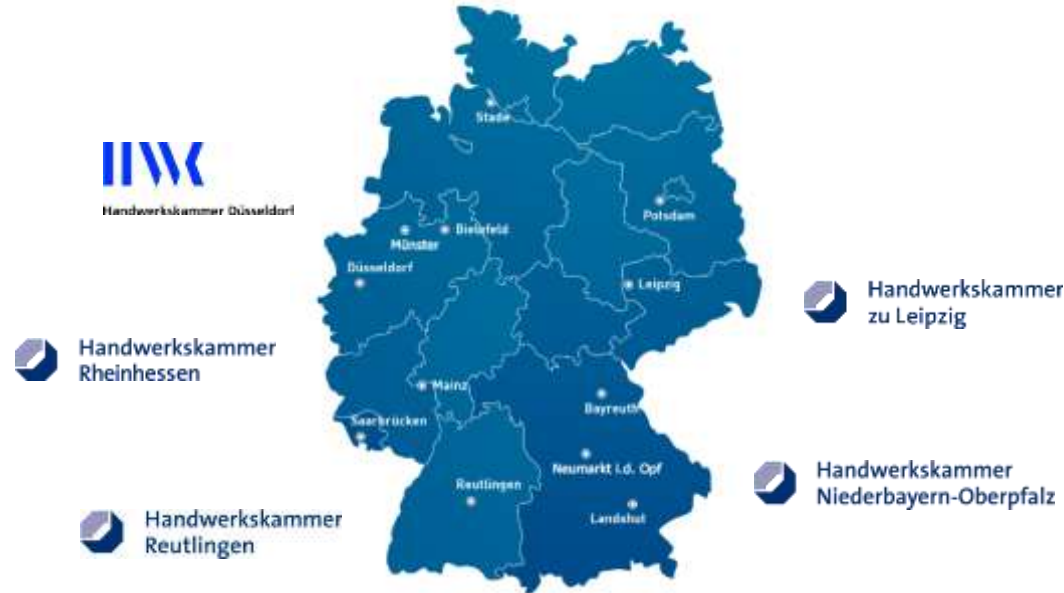 Stade
HWK
Handwerkskammer Düsseldorf
Potsdam
Münster
Bielefeld
Düsseldorf
Leipzig
Handwerkskammer
zu Leipzig
Handwerkskammer
Rheinhessen
Mainz
Bayreuth
Saarbrücken
Neumarkt i.d. Opf
Handwerkskammer
Niederbayern-Oberpfalz
Reutlingen
Landshut
Handwerkskammer
Reutlingen